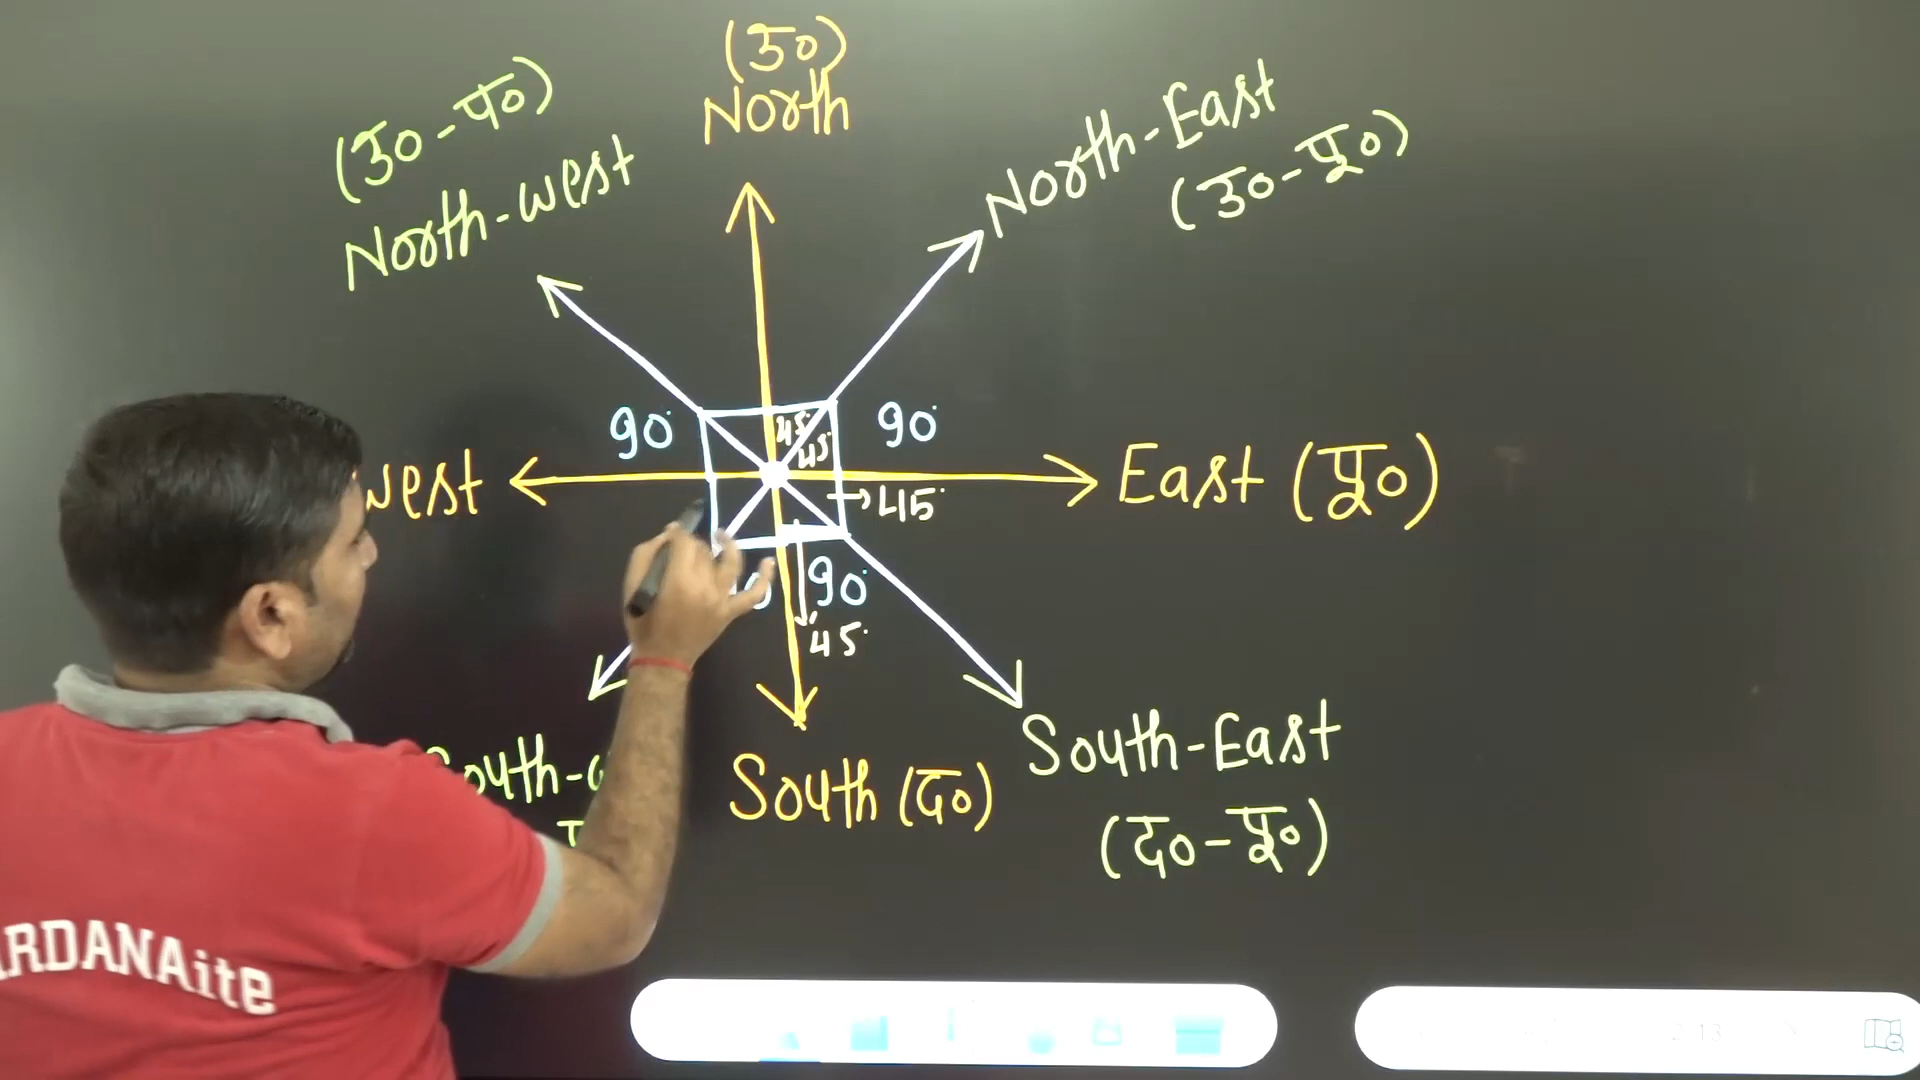 (उ०)
North
(उ०-प०)
North-west
North-East
(उ०-पू०)
90°
45°
45°
90°
west
East (पू०)
→45°
90°
45°
South-East
South (द०)
(द०-पू०)
RDANAite